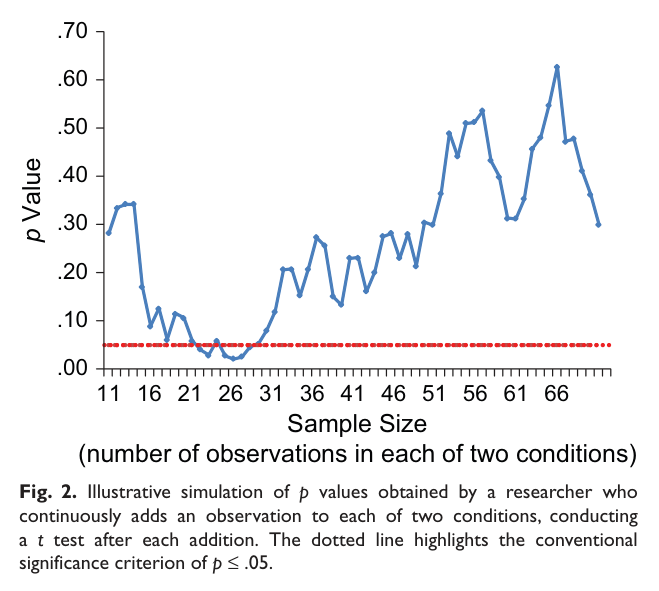 .70
.60
.50
.40
.30
.20
.10
.00
p Value
11 16 21 26 31 36 41 46 51 56 61 66
Sample Size
(number of observations in each of two conditions)
Fig. 2. Illustrative simulation of p values obtained by a researcher who
continuously adds an observation to each of two conditions, conducting
a t test after each addition. The dotted line highlights the conventional
significance criterion of p ≤ .05.